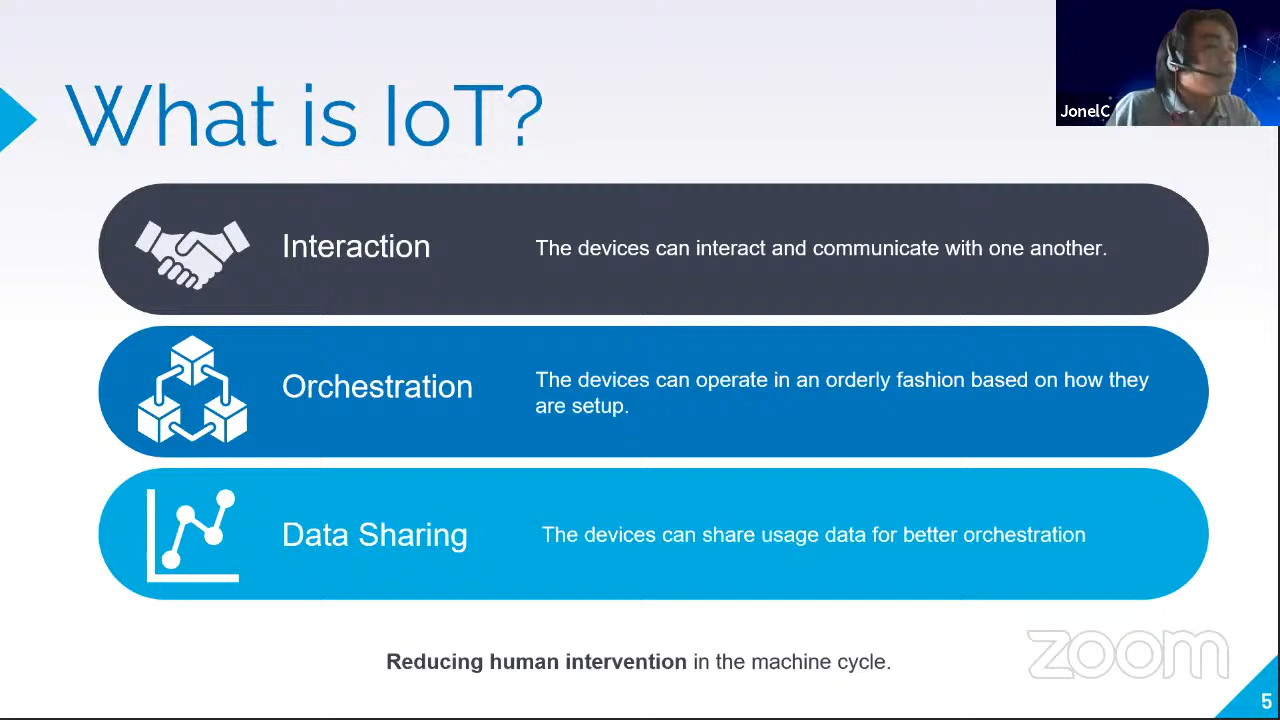 What is IoT?
JonelC
Interaction
The devices can interact and communicate with one another.
Orchestration
The devices can operate in an orderly fashion based on how they
are setup.
Data Sharing
The devices can share usage data for better orchestration
Reducing human intervention in the machine cycle.
zoom
5